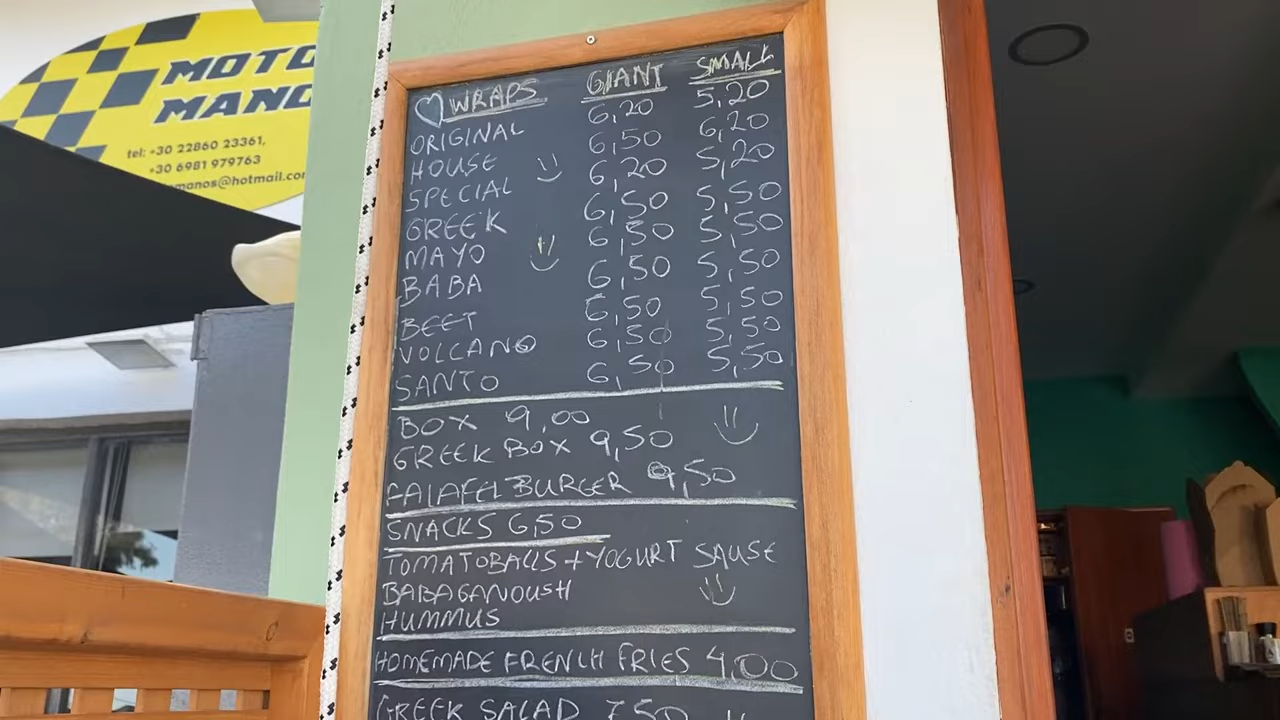 MOTO
MANO
tel: +30 22860 23361,
+30 6981 979763
manos@hotmail.cor
WRAPS GIANT SMALL
ORIGINAL 6,20 5,20
HOUSE 6,50 6,20
SPECIAL 6,20 5,20
GREEK 6,50 5,50
MAYO 6,50 5,50
BABA 6,50 5,50
BEET 6,50 5,50
VOLCANO 6,50 5,50
SANTO 6,50 5,50
BOX 9,00
GREEK BOX 9,50
FALAFEL BURGER 9,50
SNACKS 6,50
TOMATOBALLS + YOGURT SAUSE
BABAGANOUSH
HUMMUS
HOMEMADE FRENCH FRIES 4,00
GREEK SALAD 7,50